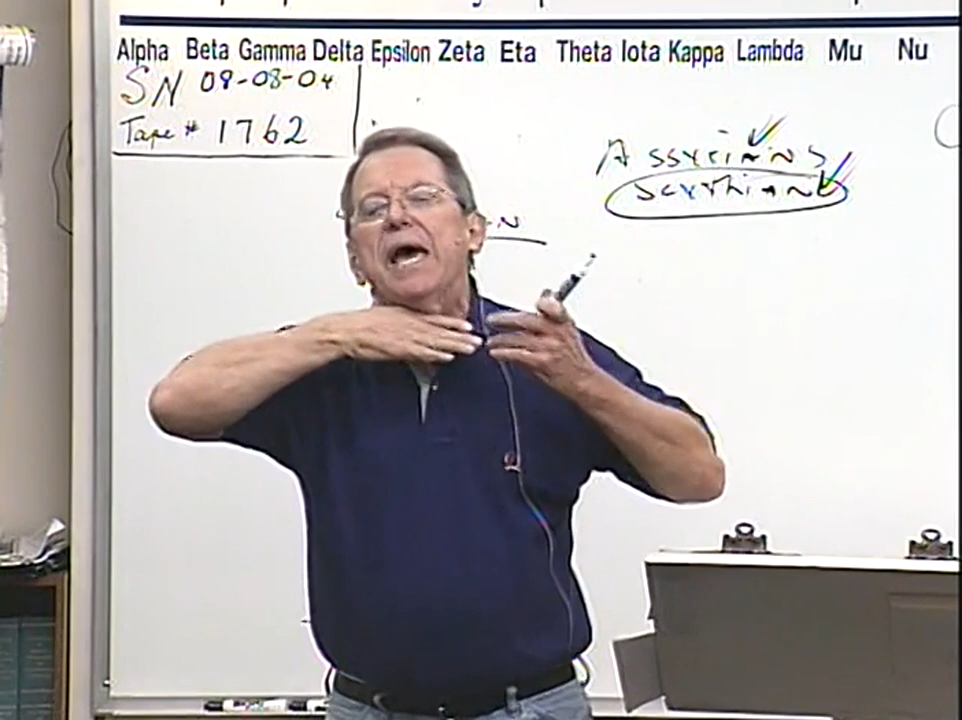 Alpha Beta Gamma Delta Epsilon Zeta Eta Theta Iota Kappa Lambda Mu Nu
SN 08-08-04
Tape # 1762
Assyrians
Scythians